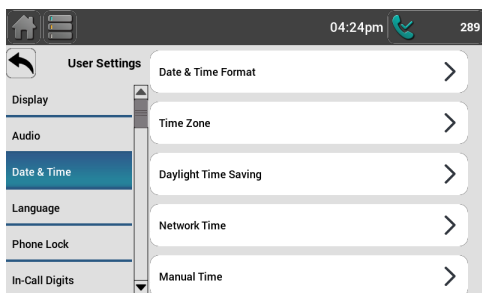 04:24pm 289
User Settings
Display
Audio
Date & Time
Language
Phone Lock
In-Call Digits
Date & Time Format
Time Zone
Daylight Time Saving
Network Time
Manual Time